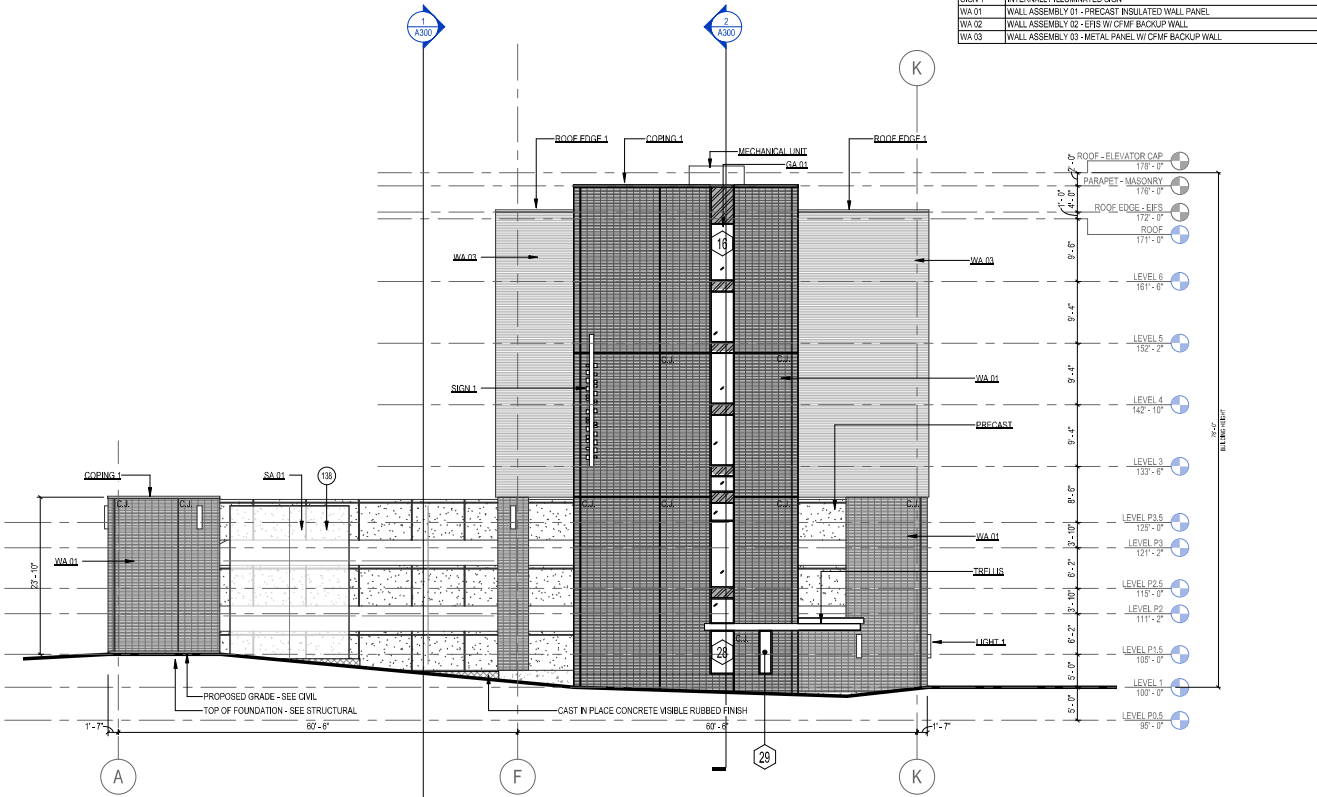 SIGN 1 INTERNALLY ILLUMINATED SIGN
WA 01 WALL ASSEMBLY 01 - PRECAST INSULATED WALL PANEL
WA 02 WALL ASSEMBLY 02 - EFIS W/ CFMF BACKUP WALL
WA 03 WALL ASSEMBLY 03 - METAL PANEL W/ CFMF BACKUP WALL
1
A300
2
A300
K
ROOF EDGE 1
COPING 1
MECHANICAL UNIT
GA 01
ROOF EDGE 1
ROOF - ELEVATOR CAP
178' - 0"
2' - 0"
PARAPET - MASONRY
176' - 0"
4' - 0"
1' - 0"
ROOF EDGE - EIFS
172' - 0"
ROOF
171' - 0"
16
WA 03
WA 03
9' - 6"
LEVEL 6
161' - 6"
9' - 4"
LEVEL 5
152' - 2"
C.J.
C.J.
SIGN 1
WA 01
9' - 4"
LEVEL 4
142' - 10"
PRECAST
9' - 4"
78' - 0"
BUILDING HEIGHT
LEVEL 3
133' - 6"
COPING 1
SA 01
138
8' - 6"
C.J.
C.J.
C.J.
C.J.
C.J.
LEVEL P3.5
125' - 0"
3' - 10"
WA 01
LEVEL P3
121' - 2"
WA 01
6' - 2"
23' - 10"
TRELLIS
LEVEL P2.5
115' - 0"
3' - 10"
LEVEL P2
111' - 2"
C.J.
28
LIGHT 1
6' - 2"
LEVEL P1.5
105' - 0"
5' - 0"
LEVEL 1
100' - 0"
PROPOSED GRADE - SEE CIVIL
TOP OF FOUNDATION - SEE STRUCTURAL
CAST IN PLACE CONCRETE VISIBLE RUBBED FINISH
5' - 0"
LEVEL P0.5
95' - 0"
1' - 7"
60' - 6"
60' - 6"
1' - 7"
29
A
F
K